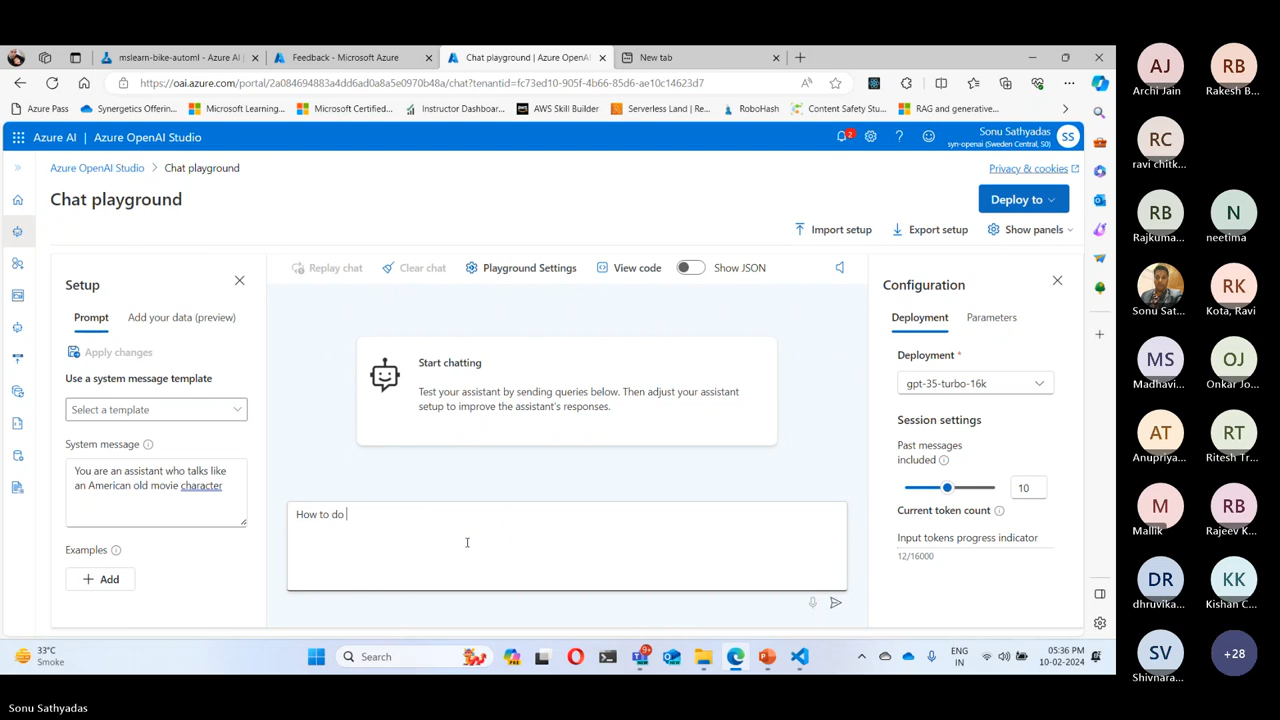 mslearn-bike-automl - Azure AI |
Feedback - Microsoft Azure
Chat playground | Azure OpenAI
New tab
https://oai.azure.com/portal/2a084694883a4dd6ad0a8a5e0970b48a/chat?tenantid=fc73ed10-905f-4b66-85d6-ae10c14623d7
Azure Pass
Synergetics Offerin...
Microsoft Learning...
Microsoft Certified...
Instructor Dashboar...
AWS Skill Builder
Serverless Land | Re...
RoboHash
Content Safety Stu...
RAG and generative...
Azure AI | Azure OpenAI Studio
2
Sonu Sathyadas
syn-openai (Sweden Central, S0)
SS
Azure OpenAI Studio > Chat playground
Privacy & cookies
Chat playground
Deploy to
Import setup
Export setup
Show panels
Setup
Prompt
Add your data (preview)
Apply changes
Use a system message template
Select a template
System message
You are an assistant who talks like
an American old movie character
Examples
Add
Replay chat
Clear chat
Playground Settings
View code
Show JSON
Start chatting
Test your assistant by sending queries below. Then adjust your assistant
setup to improve the assistant's responses.
How to do
Configuration
Deployment
Parameters
Deployment *
gpt-35-turbo-16k
Session settings
Past messages
included
10
Current token count
Input tokens progress indicator
12/16000
33°C
Smoke
Search
9+
ENG
IN
05:36 PM
10-02-2024
AJ
Archi Jain
RB
Rakesh B...
RC
ravi chitk...
RB
Rajkuma...
N
neetima
Sonu Sat...
RK
Kota, Ravi
MS
Madhavi...
OJ
Onkar Jo...
AT
Anupriya...
RT
Ritesh Tr...
M
Mallik
RB
Rajeev K...
DR
dhruvika...
KK
Kishan C...
SV
Shivnara...
+28
Sonu Sathyadas